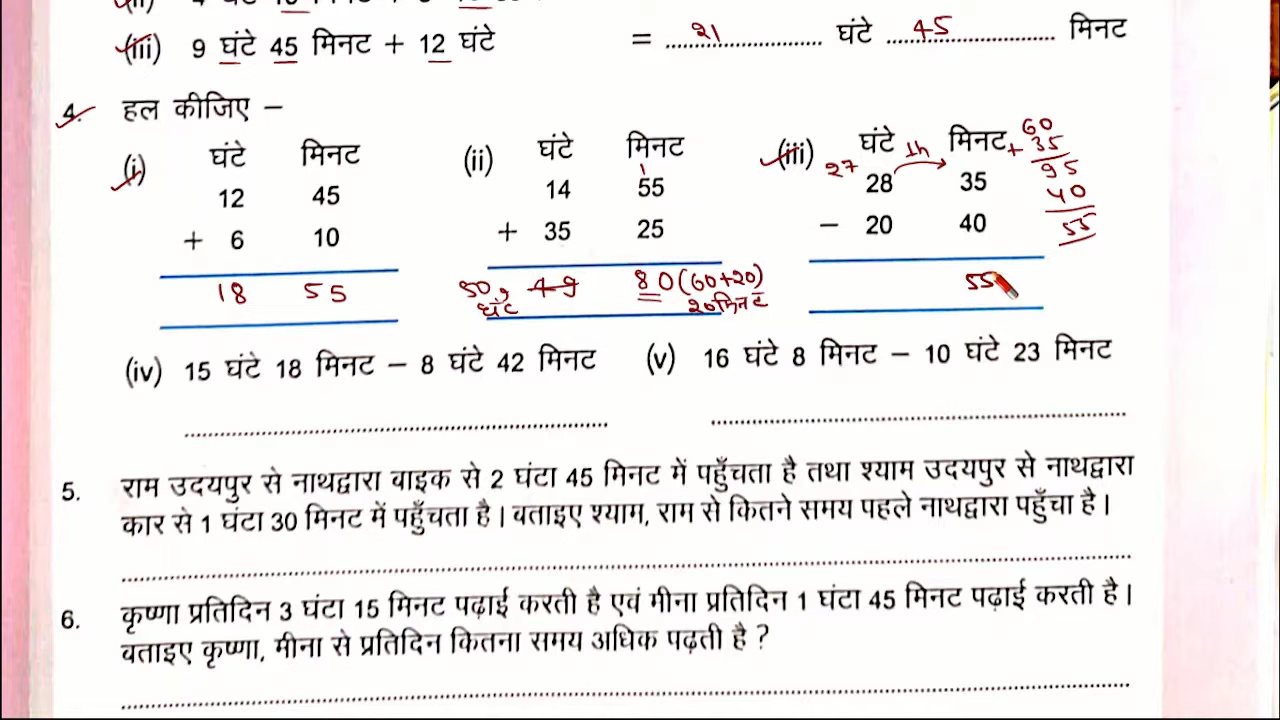 (iii) 9 घंटे 45 मिनट + 12 घंटे = 21 घंटे 45 मिनट
4. हल कीजिए –
(i) घंटे मिनट (ii) घंटे मिनट (iii) घंटे 1h मिनट + 60
35
12 45 14 1 55 27 28 35 95
+ 6 10 + 35 25 – 20 40 40
55
18 55 50 घंटे 49 80 (60+20) 55
20 मिनट
(iv) 15 घंटे 18 मिनट – 8 घंटे 42 मिनट (v) 16 घंटे 8 मिनट – 10 घंटे 23 मिनट
5. राम उदयपुर से नाथद्वारा बाइक से 2 घंटा 45 मिनट में पहुँचता है तथा श्याम उदयपुर से नाथद्वारा
कार से 1 घंटा 30 मिनट में पहुँचता है। बताइए श्याम, राम से कितने समय पहले नाथद्वारा पहुँचा है।
6. कृष्णा प्रतिदिन 3 घंटा 15 मिनट पढ़ाई करती है एवं मीना प्रतिदिन 1 घंटा 45 मिनट पढ़ाई करती है।
बताइए कृष्णा, मीना से प्रतिदिन कितना समय अधिक पढ़ती है ?